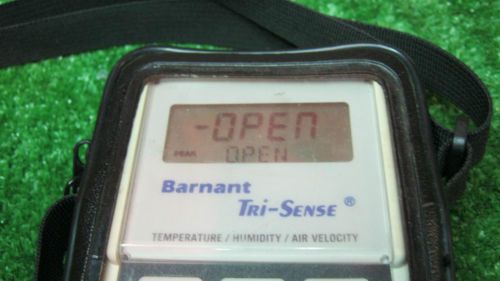 -OPEN
PEAK OPEN
Barnant
TRI-SENSE ®
TEMPERATURE / HUMIDITY / AIR VELOCITY